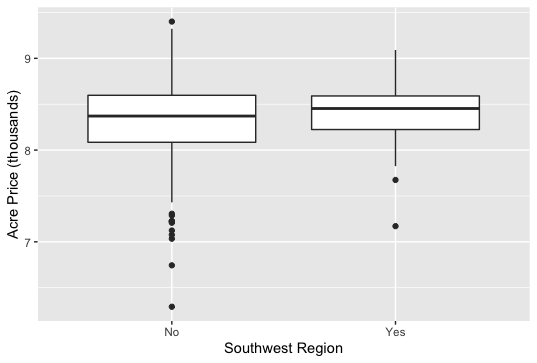 Acre Price (thousands)
9
8
7
No
Yes
Southwest Region